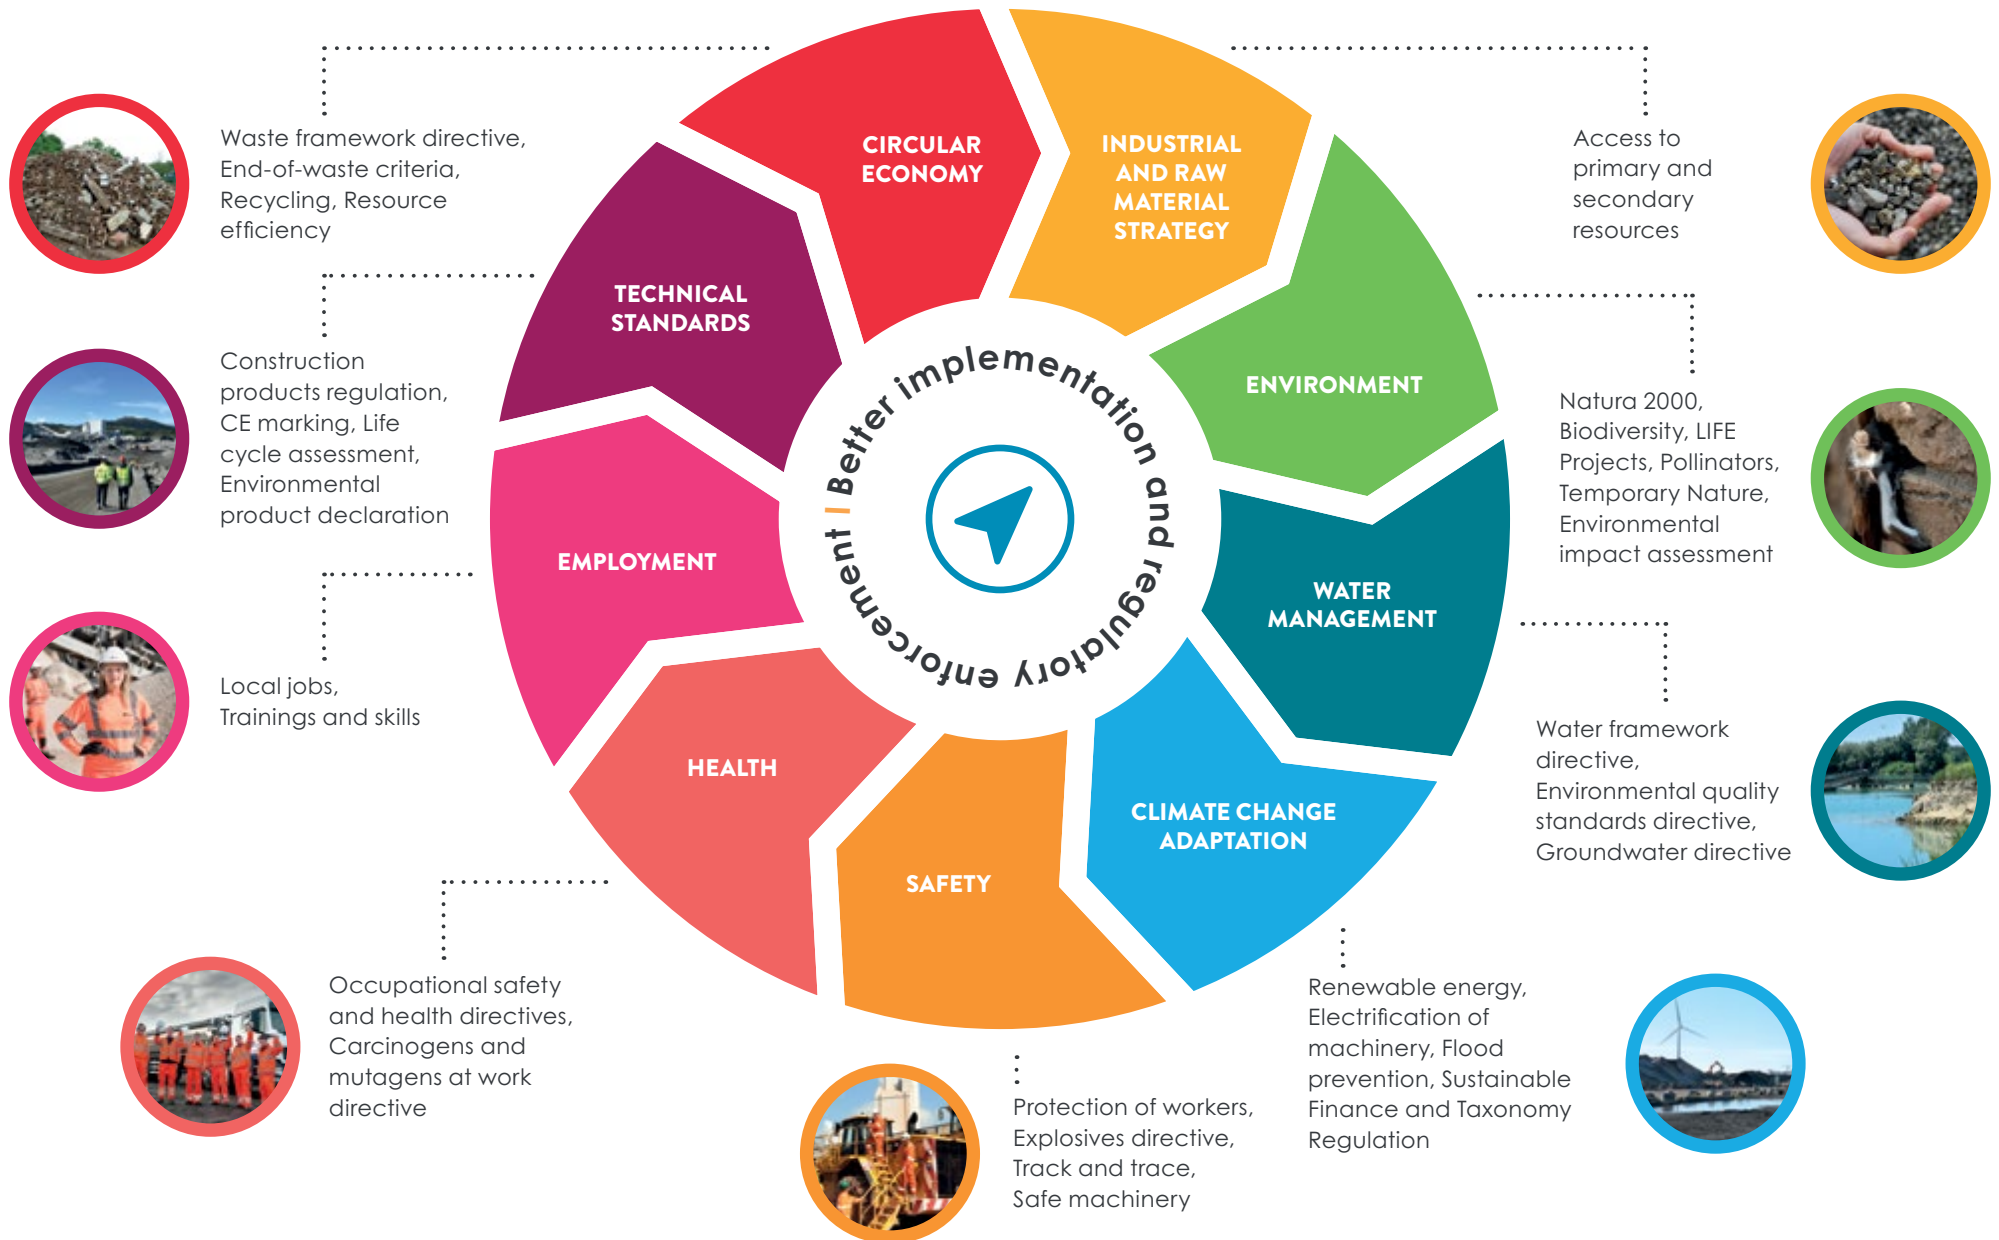 CIRCULAR
ECONOMY
INDUSTRIAL
AND RAW
MATERIAL
STRATEGY
ENVIRONMENT
WATER
MANAGEMENT
CLIMATE CHANGE
ADAPTATION
SAFETY
HEALTH
EMPLOYMENT
TECHNICAL
STANDARDS
Better implementation and regulatory enforcement |
Waste framework directive,
End-of-waste criteria,
Recycling, Resource
efficiency
Construction
products regulation,
CE marking, Life
cycle assessment,
Environmental
product declaration
Local jobs,
Trainings and skills
Occupational safety
and health directives,
Carcinogens and
mutagens at work
directive
Protection of workers,
Explosives directive,
Track and trace,
Safe machinery
Renewable energy,
Electrification of
machinery, Flood
prevention, Sustainable
Finance and Taxonomy
Regulation
Water framework
directive,
Environmental quality
standards directive,
Groundwater directive
Natura 2000,
Biodiversity, LIFE
Projects, Pollinators,
Temporary Nature,
Environmental
impact assessment
Access to
primary and
secondary
resources